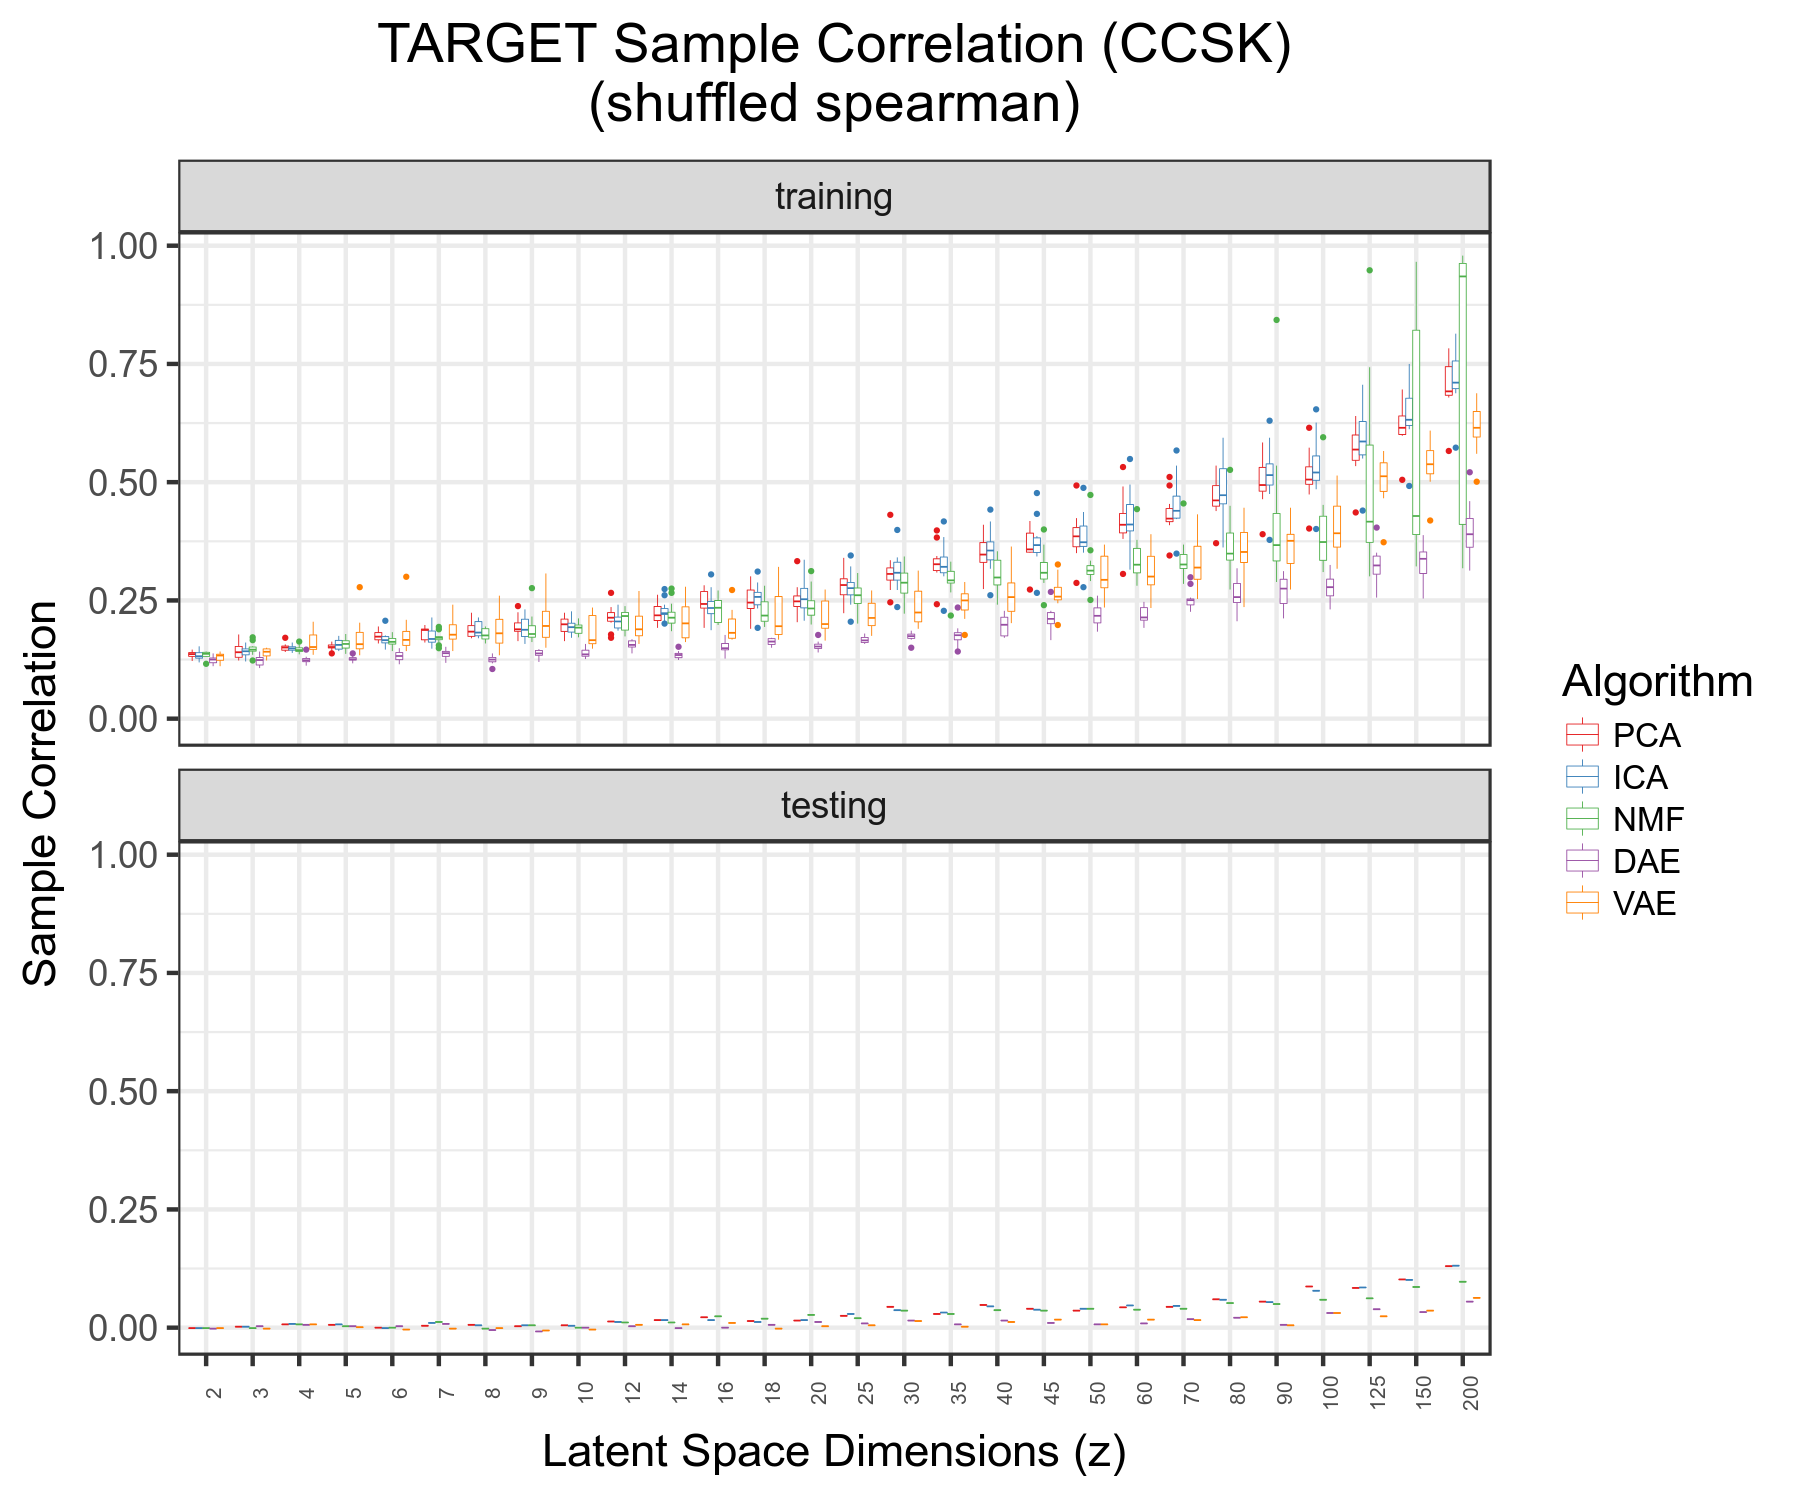 TARGET Sample Correlation (CCSK)
(shuffled spearman)
training
1.00
0.75
0.50
0.25
0.00
testing
1.00
0.75
0.50
0.25
0.00
Sample Correlation
2 3 4 5 6 7 8 9 10 12 14 16 18 20 25 30 35 40 45 50 60 70 80 90 100 125 150 200
Latent Space Dimensions (z)
Algorithm
PCA
ICA
NMF
DAE
VAE